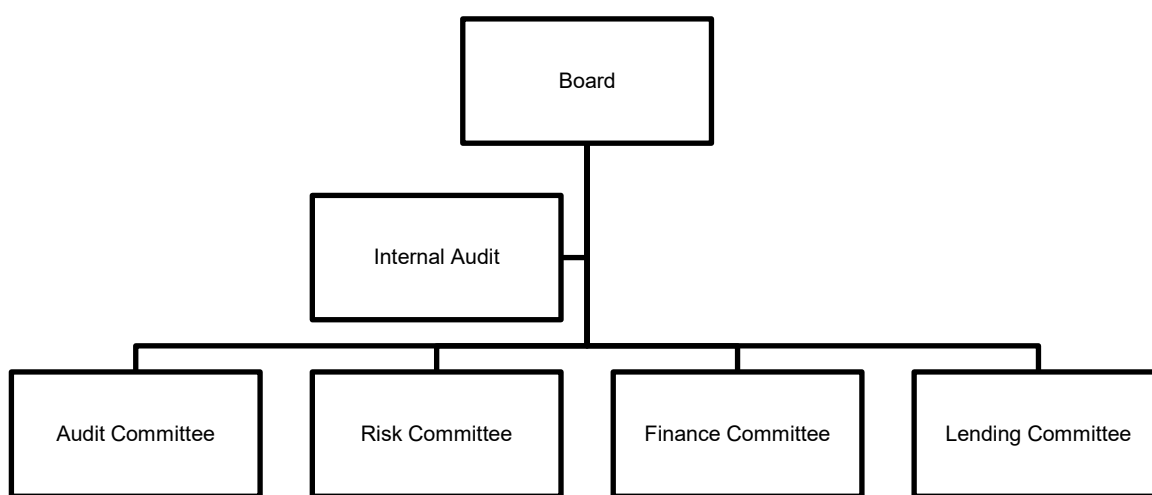 Board
Internal Audit
Audit Committee
Risk Committee
Finance Committee
Lending Committee